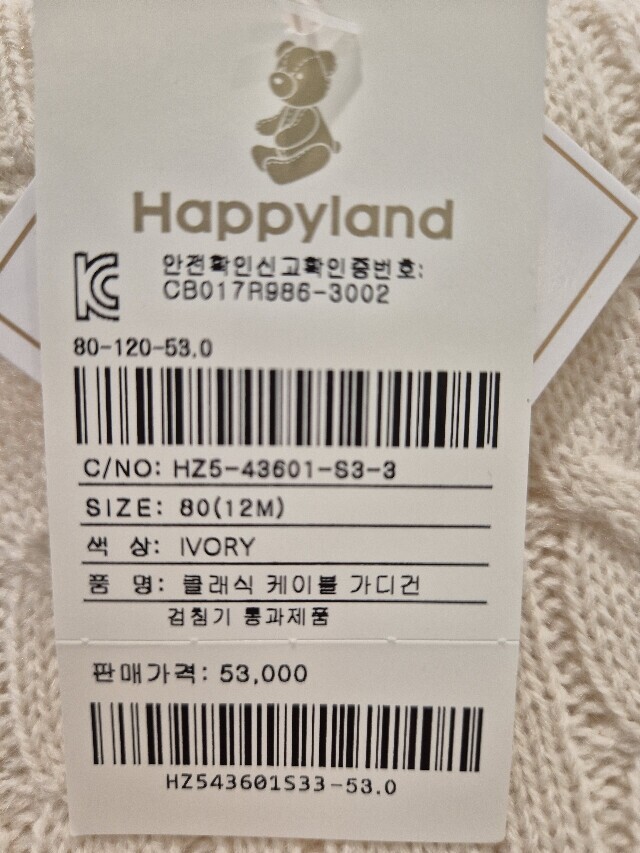 Happyland
안전확인신고확인증번호:
CB017R986-3002
80-120-53.0
C/NO: HZ5-43601-S3-3
SIZE: 80(12M)
색 상: IVORY
품 명: 클래식 케이블 가디건
검침기 통과제품
판매가격: 53,000
HZ543601S33-53.0